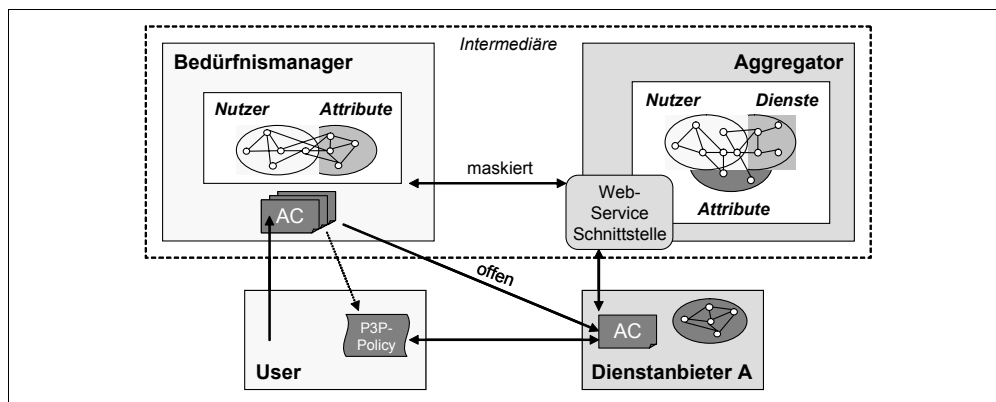 Intermediäre
Bedürfnismanager
Aggregator
Nutzer Attribute
Nutzer Dienste
Attribute
maskiert
Web-
Service
Schnittstelle
AC
offen
P3P-
Policy
AC
User
Dienstanbieter A